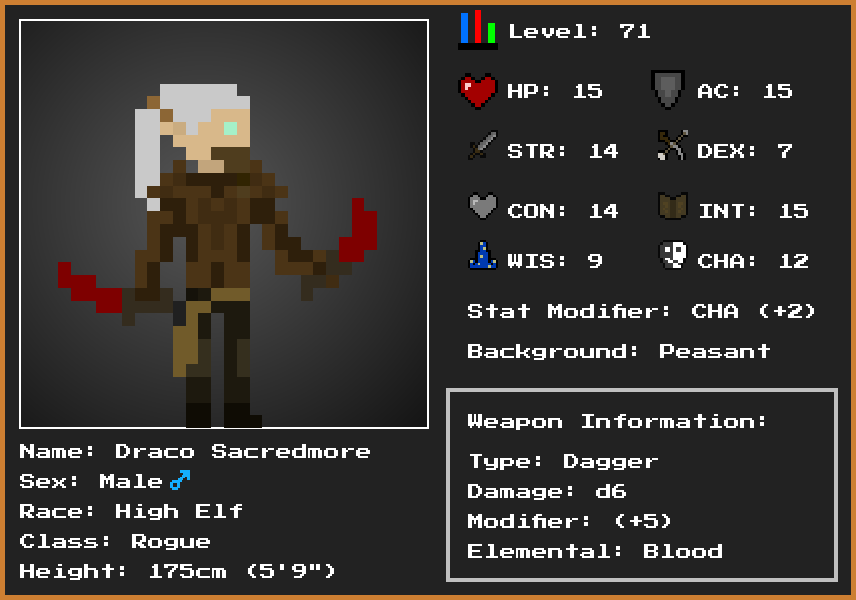 Level: 71
HP: 15 AC: 15
STR: 14 DEX: 7
CON: 14 INT: 15
WIS: 9 CHA: 12
Stat Modifier: CHA (+2)
Background: Peasant
Name: Draco Sacredmore
Sex: Male♂
Race: High Elf
Class: Rogue
Height: 175cm (5'9")
Weapon Information:
Type: Dagger
Damage: d6
Modifier: (+5)
Elemental: Blood